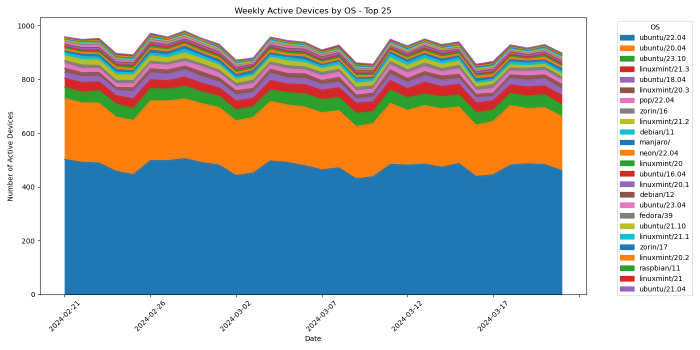 Weekly Active Devices by OS - Top 25
1000
800
600
400
200
0
Number of Active Devices
2024-02-21
2024-02-26
2024-03-02
2024-03-07
2024-03-12
2024-03-17
Date
OS
ubuntu/22.04
ubuntu/20.04
ubuntu/23.10
linuxmint/21.3
ubuntu/18.04
linuxmint/20.3
pop/22.04
zorin/16
linuxmint/21.2
debian/11
manjaro/
neon/22.04
linuxmint/20
ubuntu/16.04
linuxmint/20.1
debian/12
ubuntu/23.04
fedora/39
ubuntu/21.10
linuxmint/21.1
zorin/17
linuxmint/20.2
raspbian/11
linuxmint/21
ubuntu/21.04